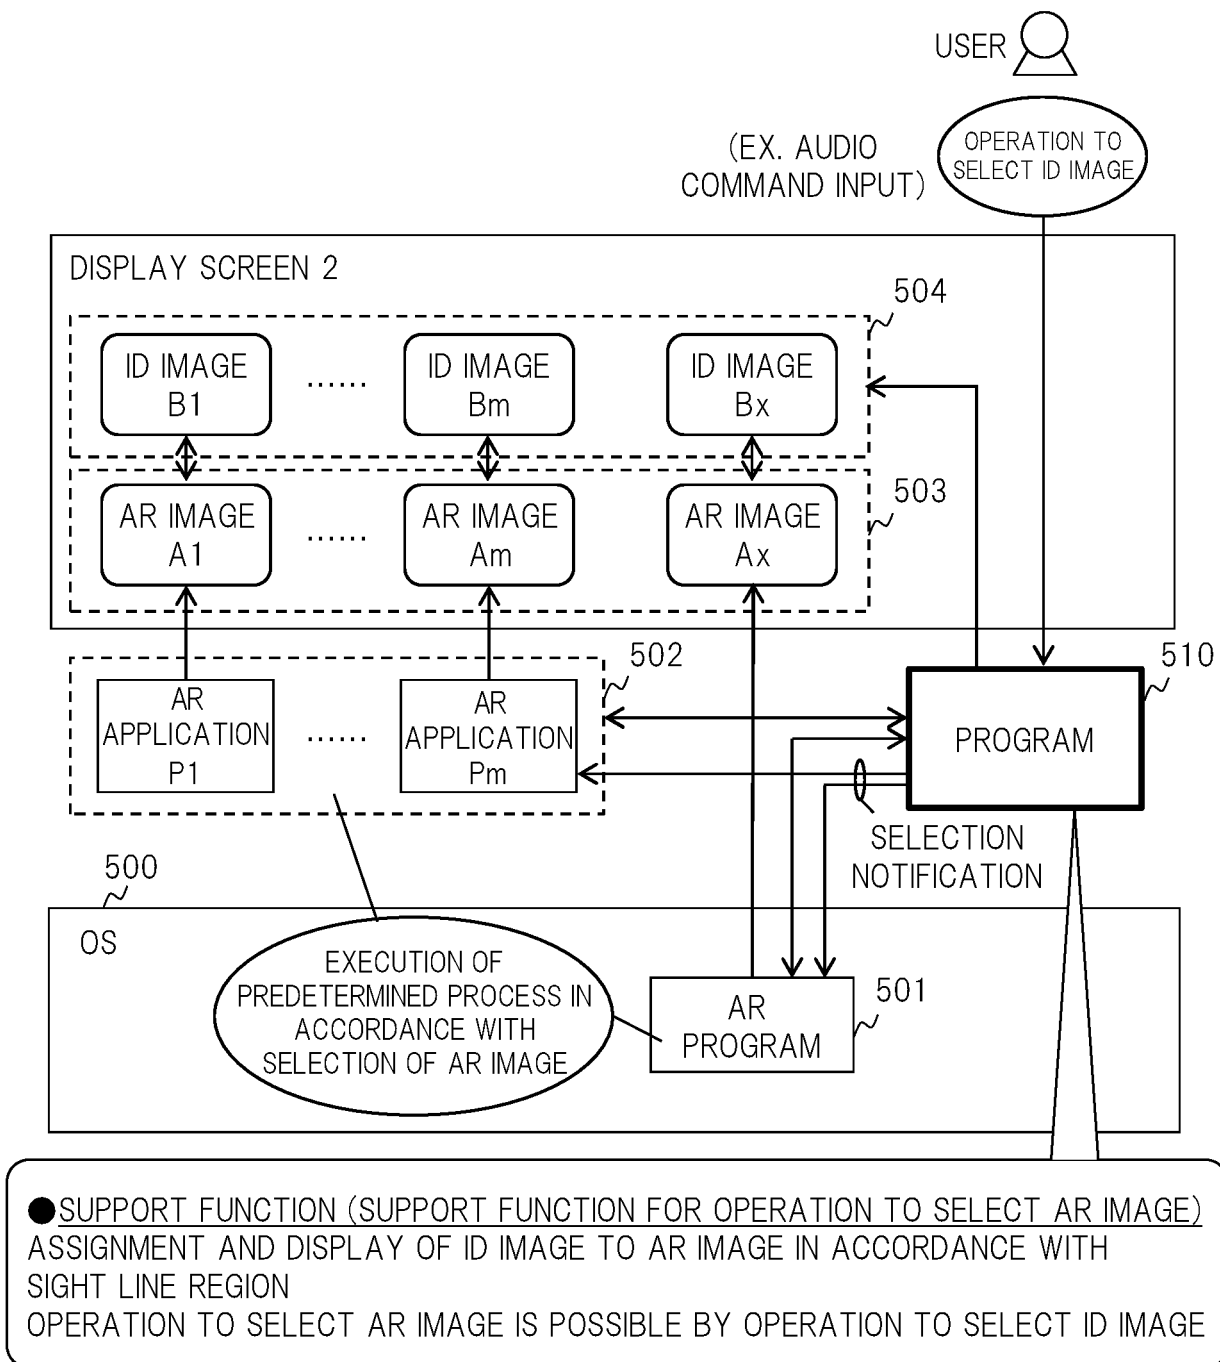 USER
OPERATION TO
SELECT ID IMAGE
(EX. AUDIO
COMMAND INPUT)
DISPLAY SCREEN 2
504
ID IMAGE
B1
......
ID IMAGE
Bm
ID IMAGE
Bx
503
AR IMAGE
A1
......
AR IMAGE
Am
AR IMAGE
Ax
502
510
AR
APPLICATION
P1
......
AR
APPLICATION
Pm
PROGRAM
SELECTION
NOTIFICATION
500
OS
EXECUTION OF
PREDETERMINED PROCESS IN
ACCORDANCE WITH
SELECTION OF AR IMAGE
501
AR
PROGRAM
●SUPPORT FUNCTION (SUPPORT FUNCTION FOR OPERATION TO SELECT AR IMAGE)
ASSIGNMENT AND DISPLAY OF ID IMAGE TO AR IMAGE IN ACCORDANCE WITH
SIGHT LINE REGION
OPERATION TO SELECT AR IMAGE IS POSSIBLE BY OPERATION TO SELECT ID IMAGE